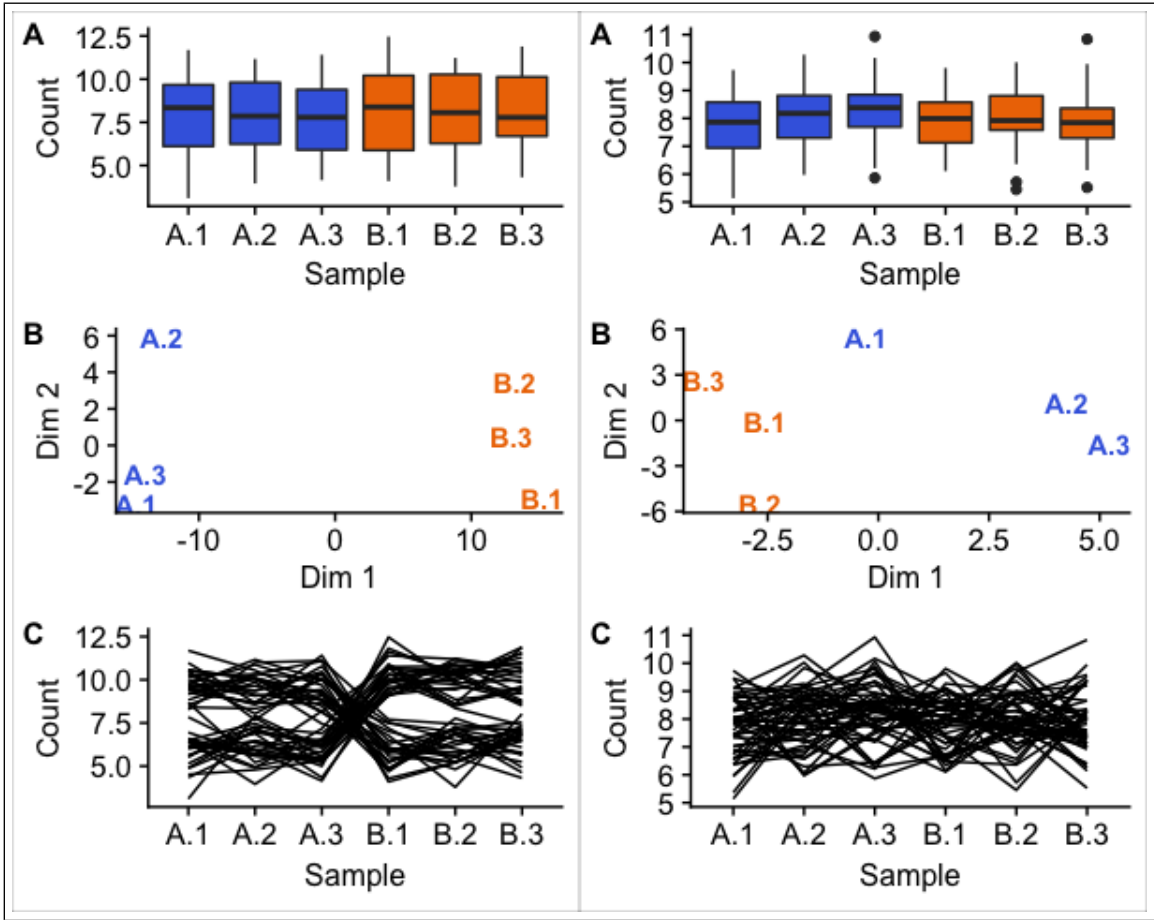 A
12.5
10.0
7.5
5.0
Count
A.1 A.2 A.3 B.1 B.2 B.3
Sample
B
6
4
2
0
-2
Dim 2
A.2
B.2
B.3
A.3
A.1
B.1
-10 0 10
Dim 1
C
12.5
10.0
7.5
5.0
Count
A.1 A.2 A.3 B.1 B.2 B.3
Sample
A
11
10
9
8
7
6
5
Count
A.1 A.2 A.3 B.1 B.2 B.3
Sample
B
6
3
0
-3
-6
Dim 2
A.1
B.3
A.2
B.1
A.3
B.2
-2.5 0.0 2.5 5.0
Dim 1
C
11
10
9
8
7
6
5
Count
A.1 A.2 A.3 B.1 B.2 B.3
Sample